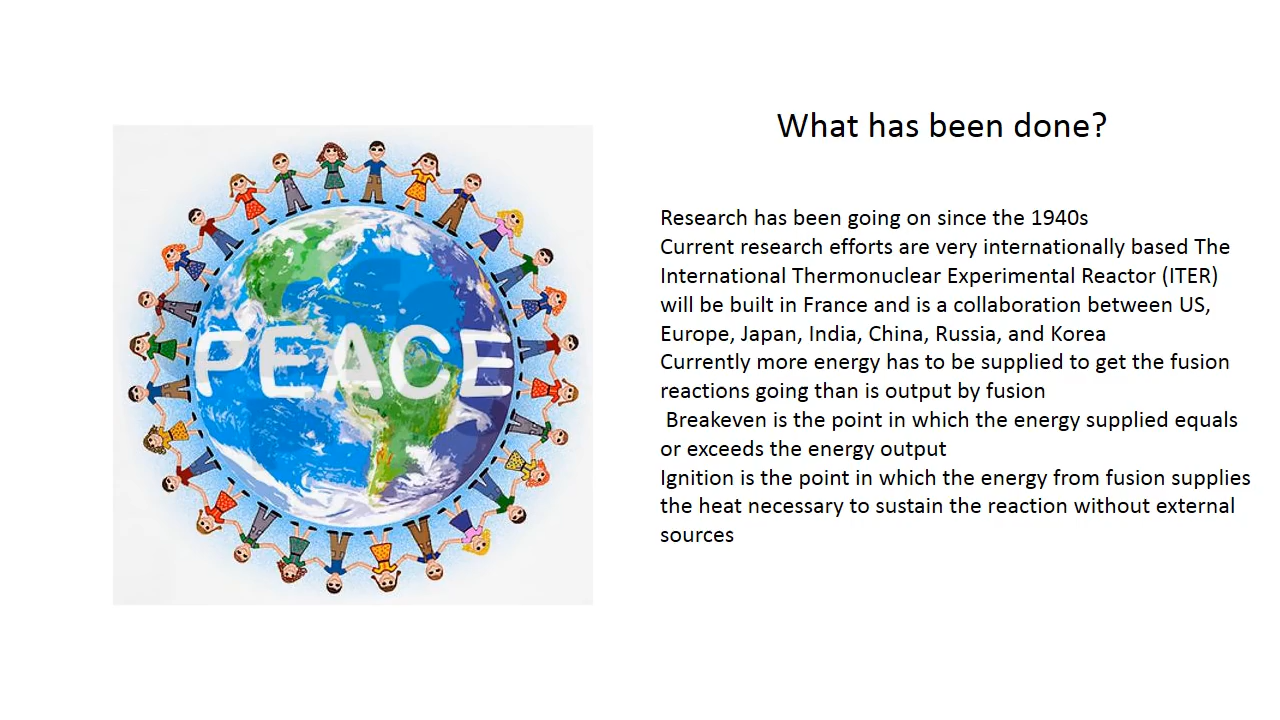 What has been done?
Research has been going on since the 1940s
Current research efforts are very internationally based The
International Thermonuclear Experimental Reactor (ITER)
will be built in France and is a collaboration between US,
Europe, Japan, India, China, Russia, and Korea
Currently more energy has to be supplied to get the fusion
reactions going than is output by fusion
Breakeven is the point in which the energy supplied equals
or exceeds the energy output
Ignition is the point in which the energy from fusion supplies
the heat necessary to sustain the reaction without external
sources
PEACE